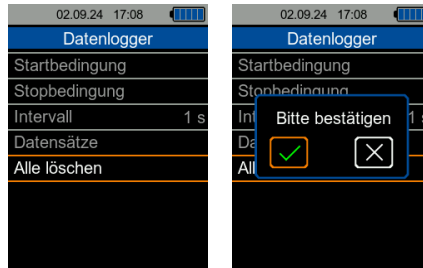 02.09.24 17:08
Datenlogger
Startbedingung
Stopbedingung
Intervall 1 s
Datensätze
Alle löschen
02.09.24 17:08
Datenlogger
Startbedingung
Stopbedingung
Bitte bestätigen